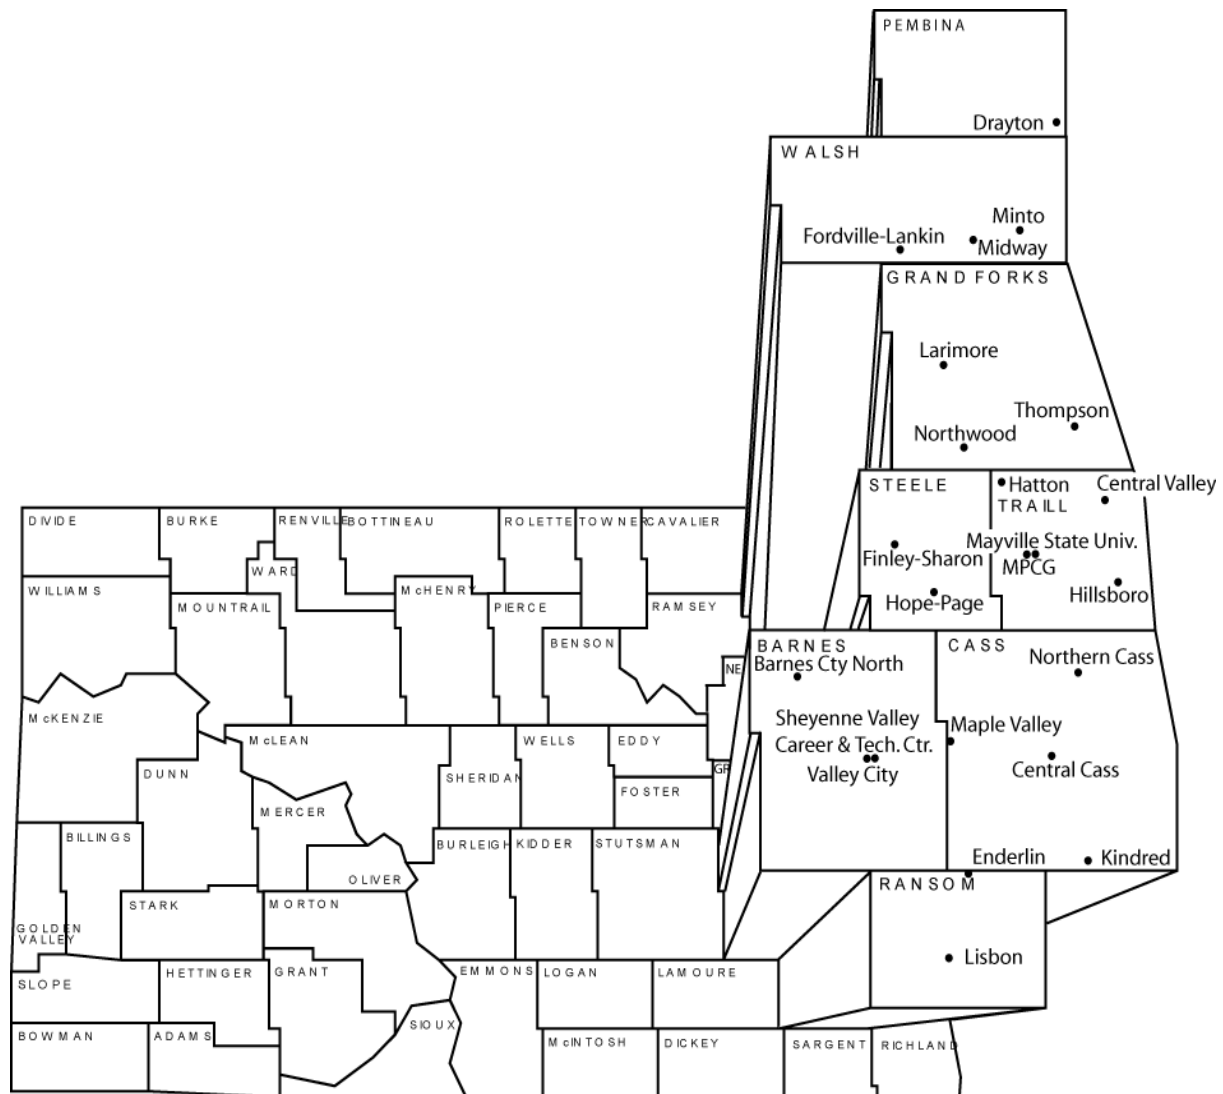 PEMBINA
Drayton
WALSH
Minto
Fordville-Lankin
Midway
GRAND FORKS
Larimore
Thompson
Northwood
STEELE
Hatton
Central Valley
TRAILL
Mayville State Univ.
Finley-Sharon
MPCG
Hillsboro
Hope-Page
DIVIDE
BURKE
RENVILLE
BOTTINEAU
ROLETTE
TOWNER
CAVALIER
WARD
WILLIAMS
McHENRY
MOUNTRAIL
PIERCE
RAMSEY
BENSON
BARNES
CASS
NE
Barnes Cty North
Northern Cass
McKENZIE
Sheyenne Valley
Maple Valley
McLEAN
WELLS
EDDY
Career & Tech. Ctr.
GR
Central Cass
DUNN
SHERIDAN
Valley City
FOSTER
MERCER
BILLINGS
BURLEIGH
KIDDER
STUTSMAN
Enderlin
Kindred
OLIVER
RANSOM
STARK
MORTON
GOLDEN
VALLEY
Lisbon
HETTINGER
GRANT
EMMONS
LOGAN
LAMOURE
SLOPE
SIOUX
BOWMAN
ADAMS
McINTOSH
DICKEY
SARGENT
RICHLAND